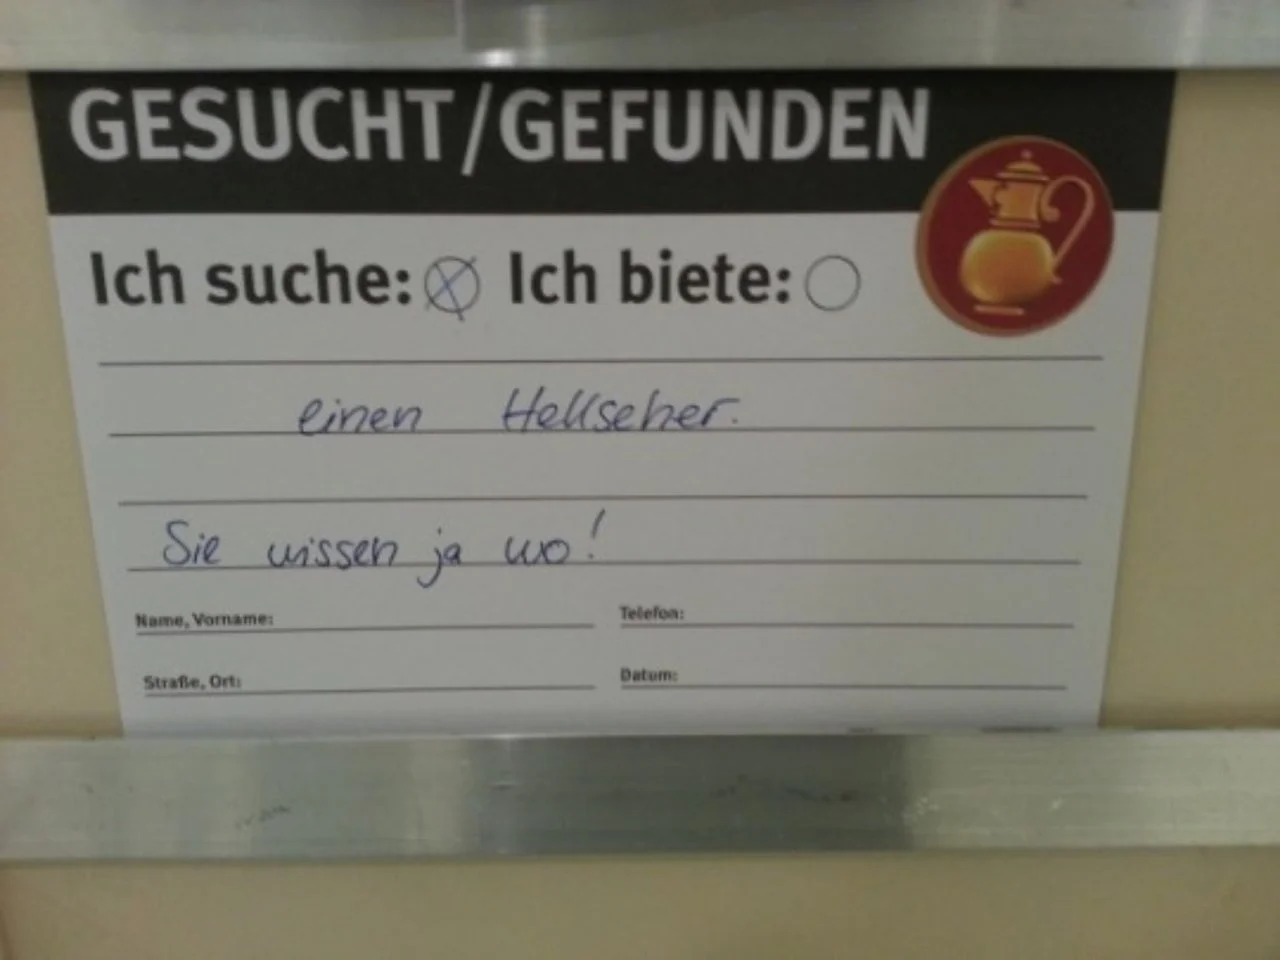 GESUCHT/GEFUNDEN
Ich suche: Ich biete:
einen Hellseher.
Sie wissen ja wo!
Name, Vorname: Telefon:
Straße, Ort: Datum: